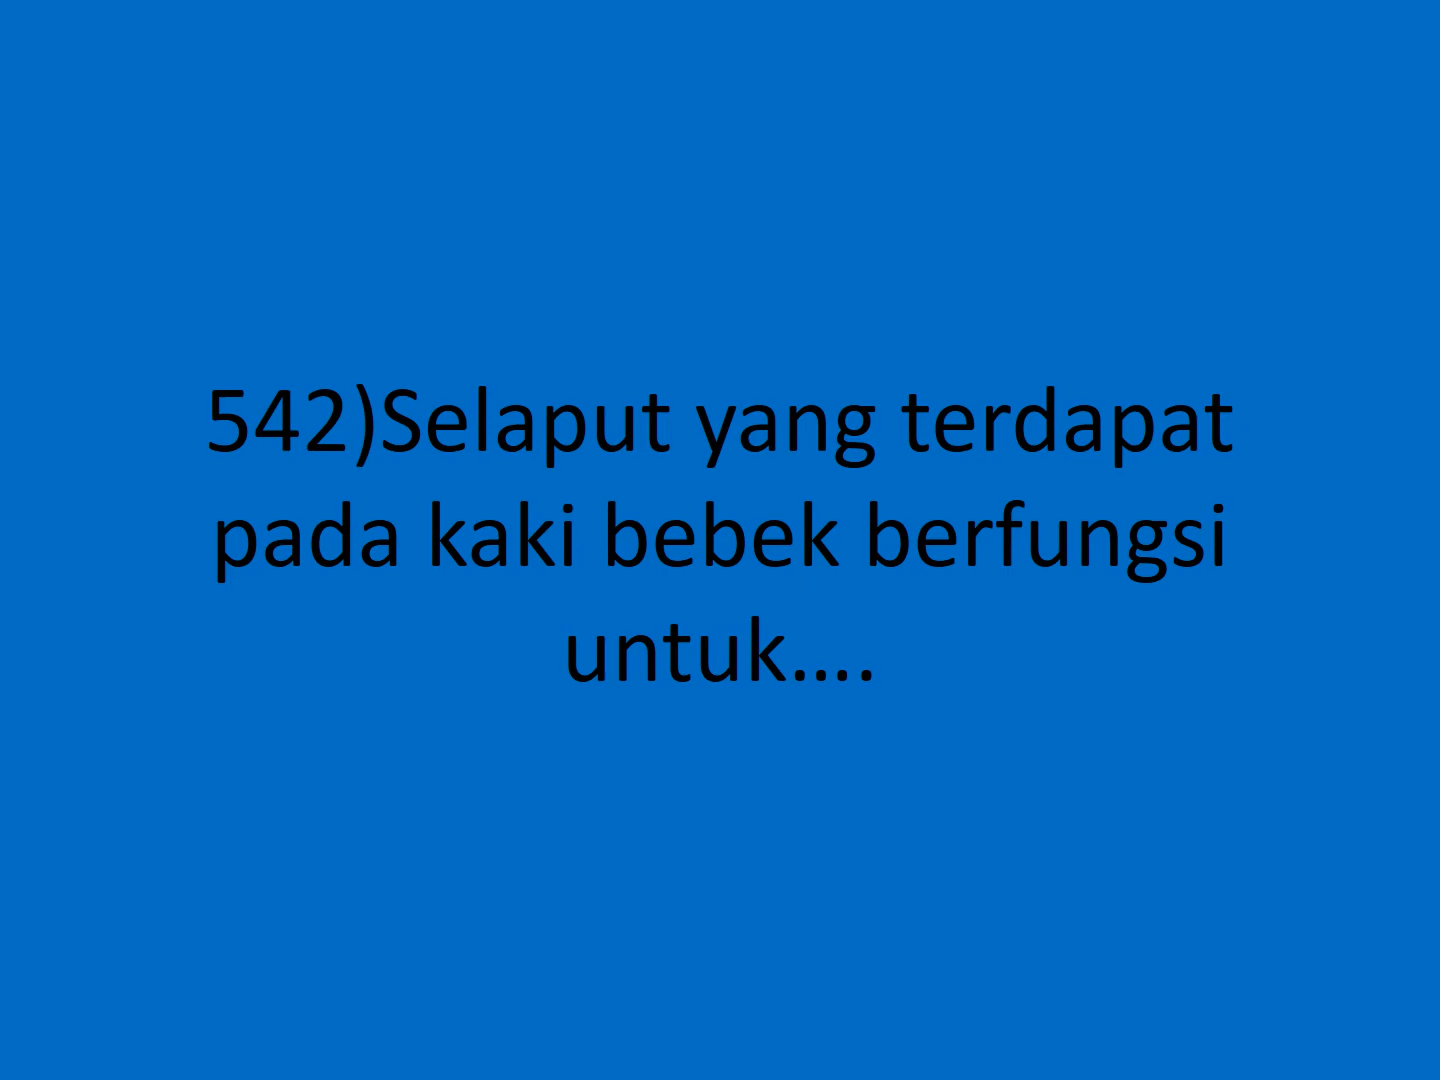 542)Selaput yang terdapat
pada kaki bebek berfungsi
untuk….